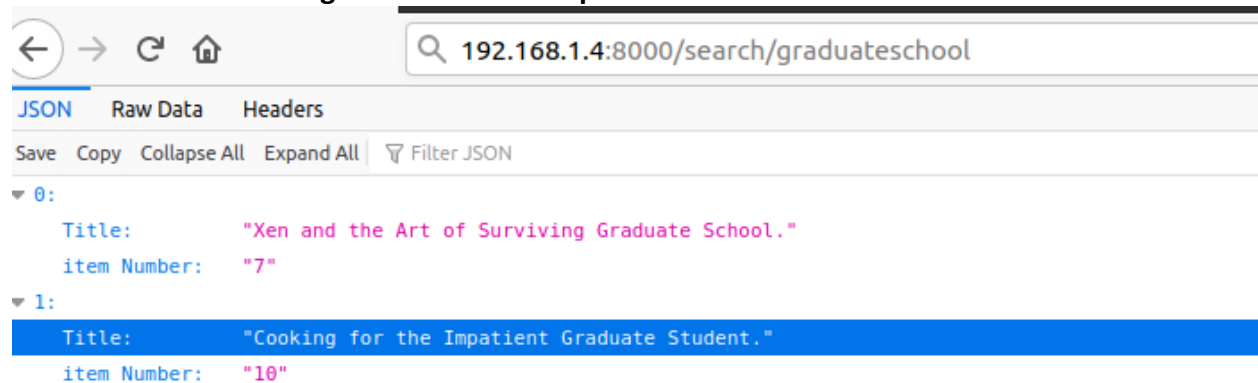 192.168.1.4:8000/search/graduateschool
JSON Raw Data Headers
Save Copy Collapse All Expand All Filter JSON
0:
Title: "Xen and the Art of Surviving Graduate School."
item Number: "7"
1:
Title: "Cooking for the Impatient Graduate Student."
item Number: "10"